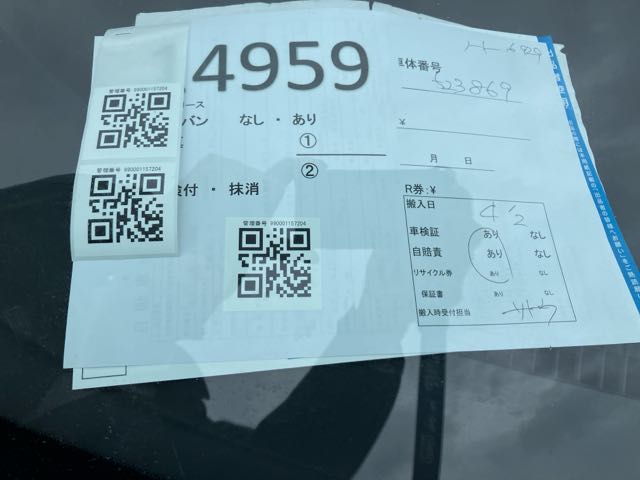 4959
車体番号
523869
管理番号 990001157204
ース
バン なし ・ あり
①
②
¥
月 日
管理番号 990001157204
検付 ・ 抹消
R券:¥
管理番号 990001157204
搬入日 4/2
車検証 あり なし
自賠責 あり なし
リサイクル券 あり なし
保証書 あり なし
搬入時受付担当